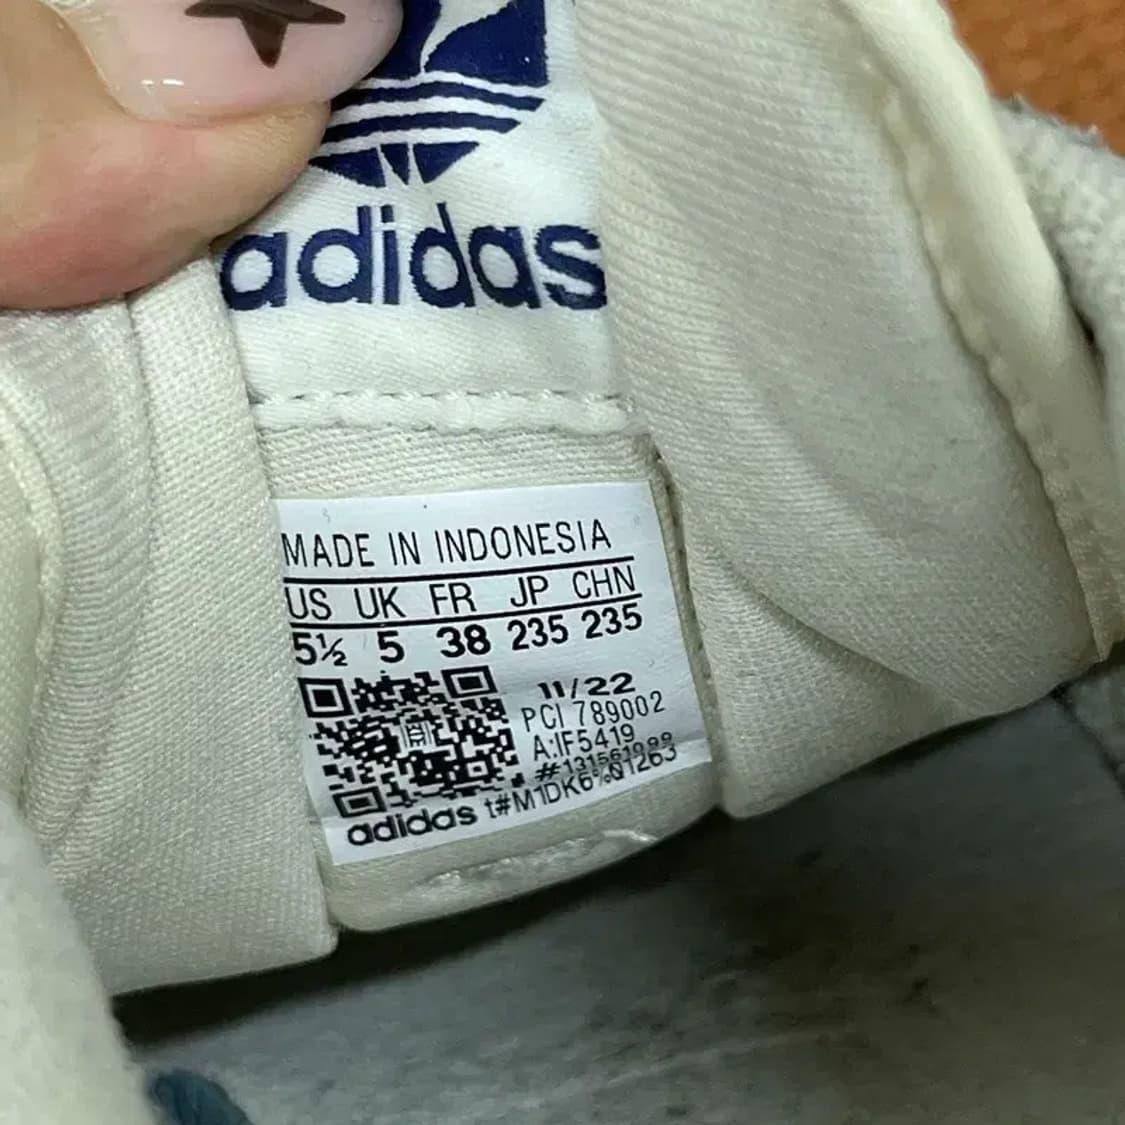 adidas
MADE IN INDONESIA
US UK FR JP CHN
5½ 5 38 235 235
11/22
PCI 789002
A:IF5419
adidas